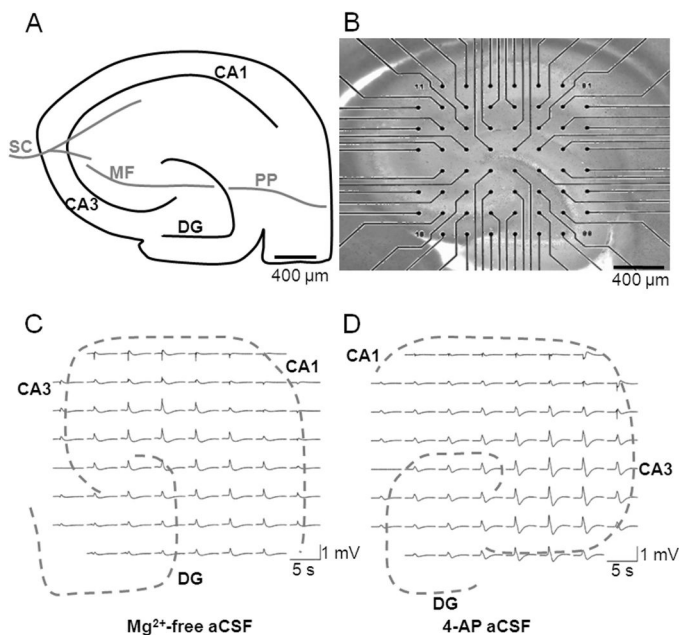 A
CA1
SC
MF
PP
CA3
DG
400 µm
B
400 µm
C
CA1
CA3
DG
1 mV
5 s
Mg²⁺-free aCSF
D
CA1
CA3
DG
1 mV
5 s
4-AP aCSF